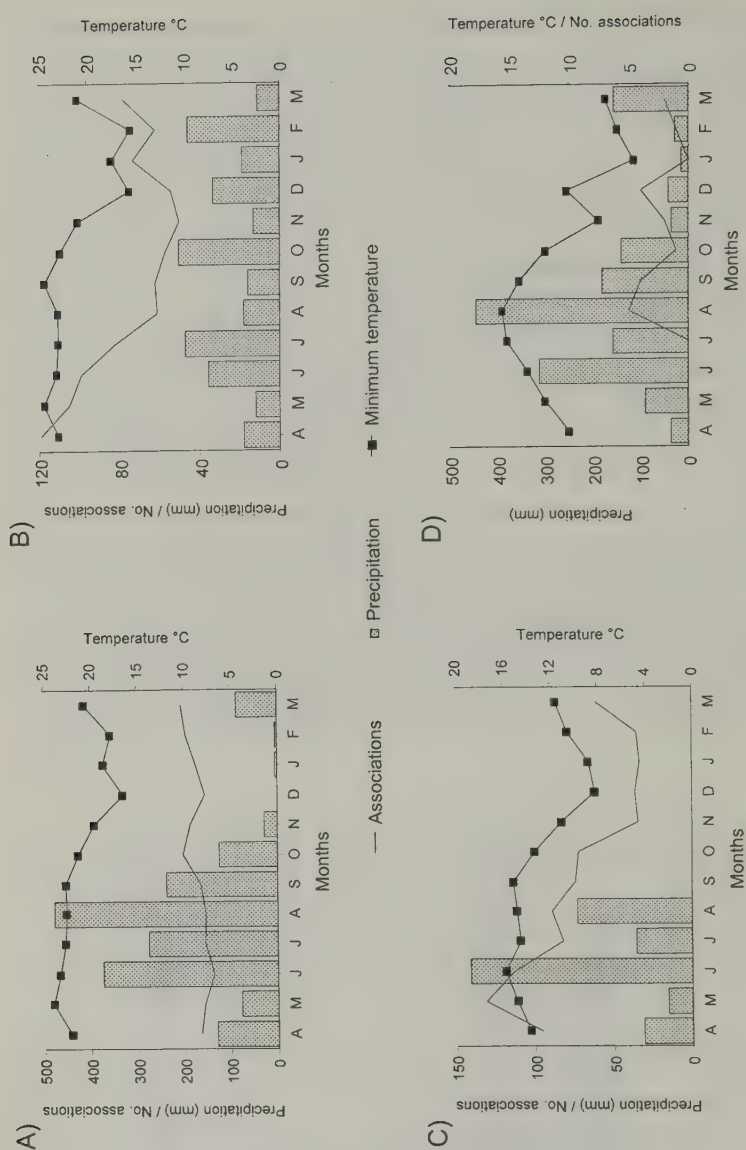 A)
Precipitation (mm) / No. associations
500
400
300
200
100
0
A M J J A S O N D J F M
Months
25
20
15
10
5
0
Temperature °C
B)
Precipitation (mm) / No. associations
120
80
40
0
A M J J A S O N D J F M
Months
25
20
15
10
5
0
Temperature °C
Associations
Precipitation
Minimum temperature
C)
Precipitation (mm) / No. associations
150
100
50
0
A M J J A S O N D J F M
Months
20
16
12
8
4
0
Temperature °C
D)
Precipitation (mm)
500
400
300
200
100
0
A M J J A S O N D J F M
Months
20
15
10
5
0
Temperature °C / No. associations